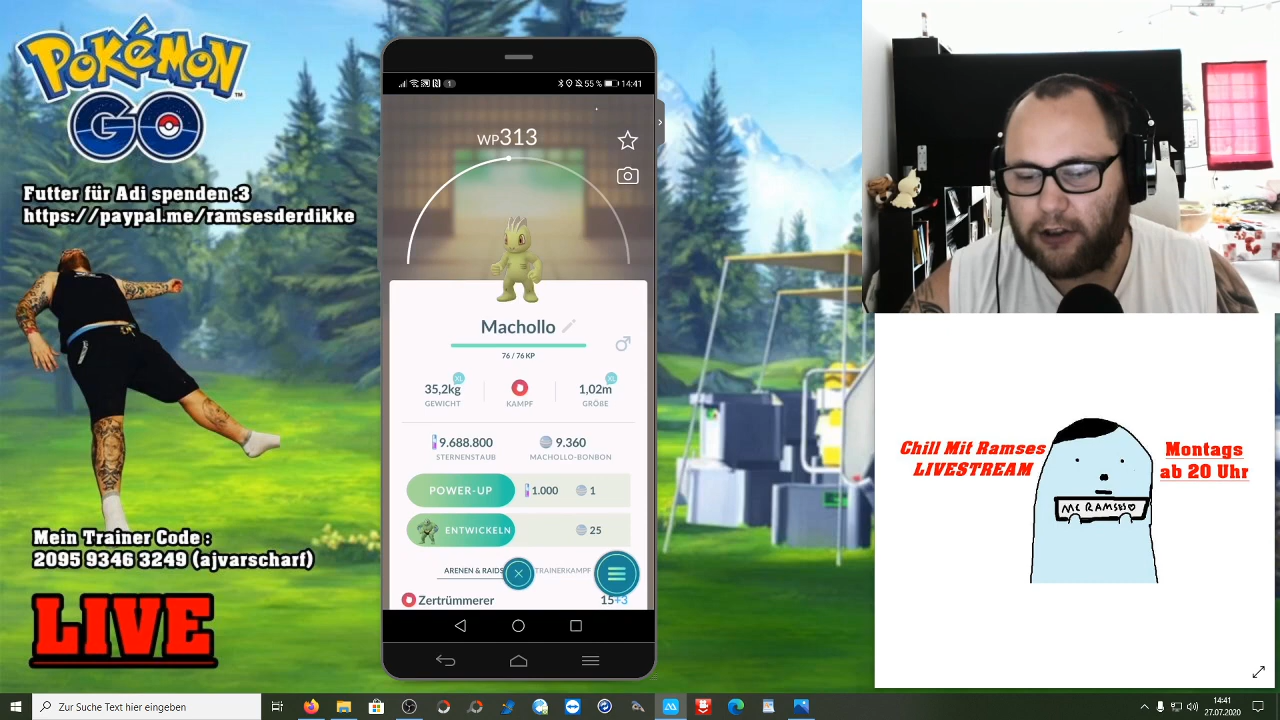 POKÉMON
GO
Futter für Adi spenden :3
https://paypal.me/ramsesderdikke
Mein Trainer Code :
2095 9346 3249 (ajvarscharf)
LIVE
1
55 %
14:41
WP313
Machollo
76 / 76 KP
35,2kg
XL
GEWICHT
KAMPF
1,02m
XL
GRÖßE
9.688.800
STERNENSTAUB
9.360
MACHOLLO-BONBON
POWER-UP
1.000
1
ENTWICKELN
25
ARENEN & RAIDS
TRAINERKAMPF
Zertrümmerer
15+3
Chill Mit Ramses
LIVESTREAM
Montags
ab 20 Uhr
MC RAMSES
Zur Suche Text hier eingeben
14:41
27.07.2020